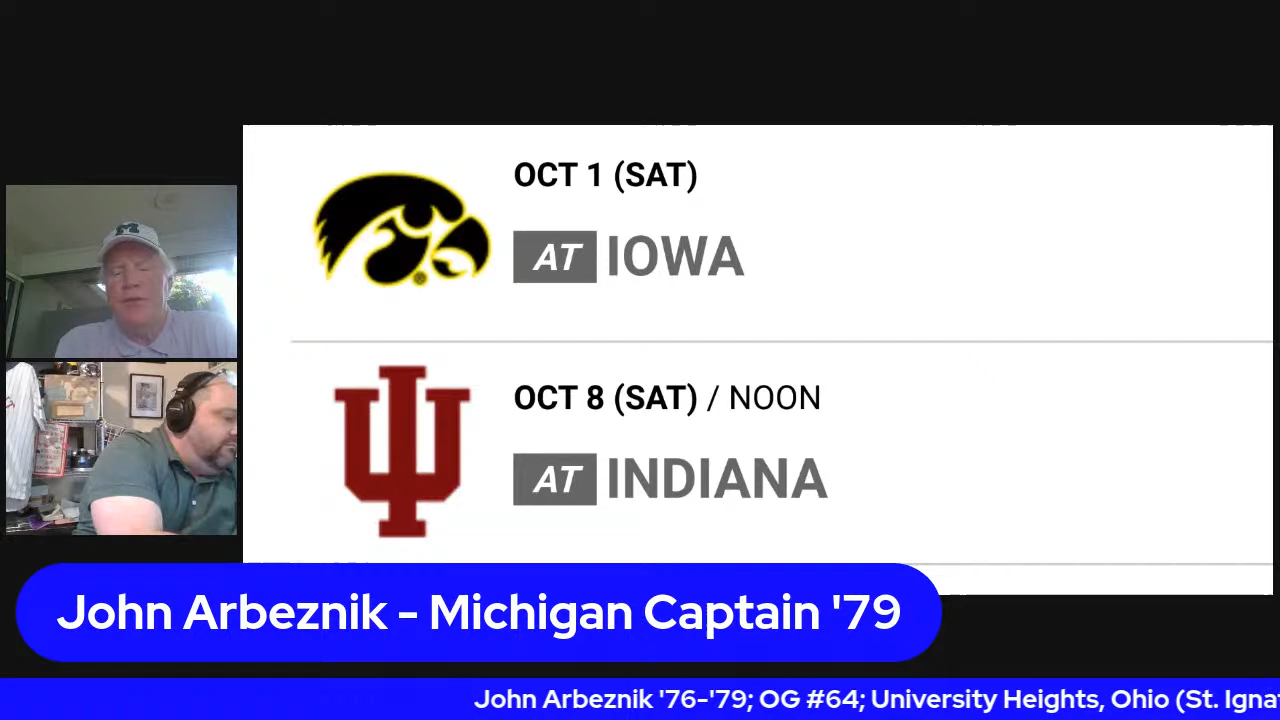 OCT 1 (SAT)
AT IOWA
OCT 8 (SAT) / NOON
AT INDIANA
M
John Arbeznik - Michigan Captain '79
John Arbeznik '76-'79; OG #64; University Heights, Ohio (St. Igna